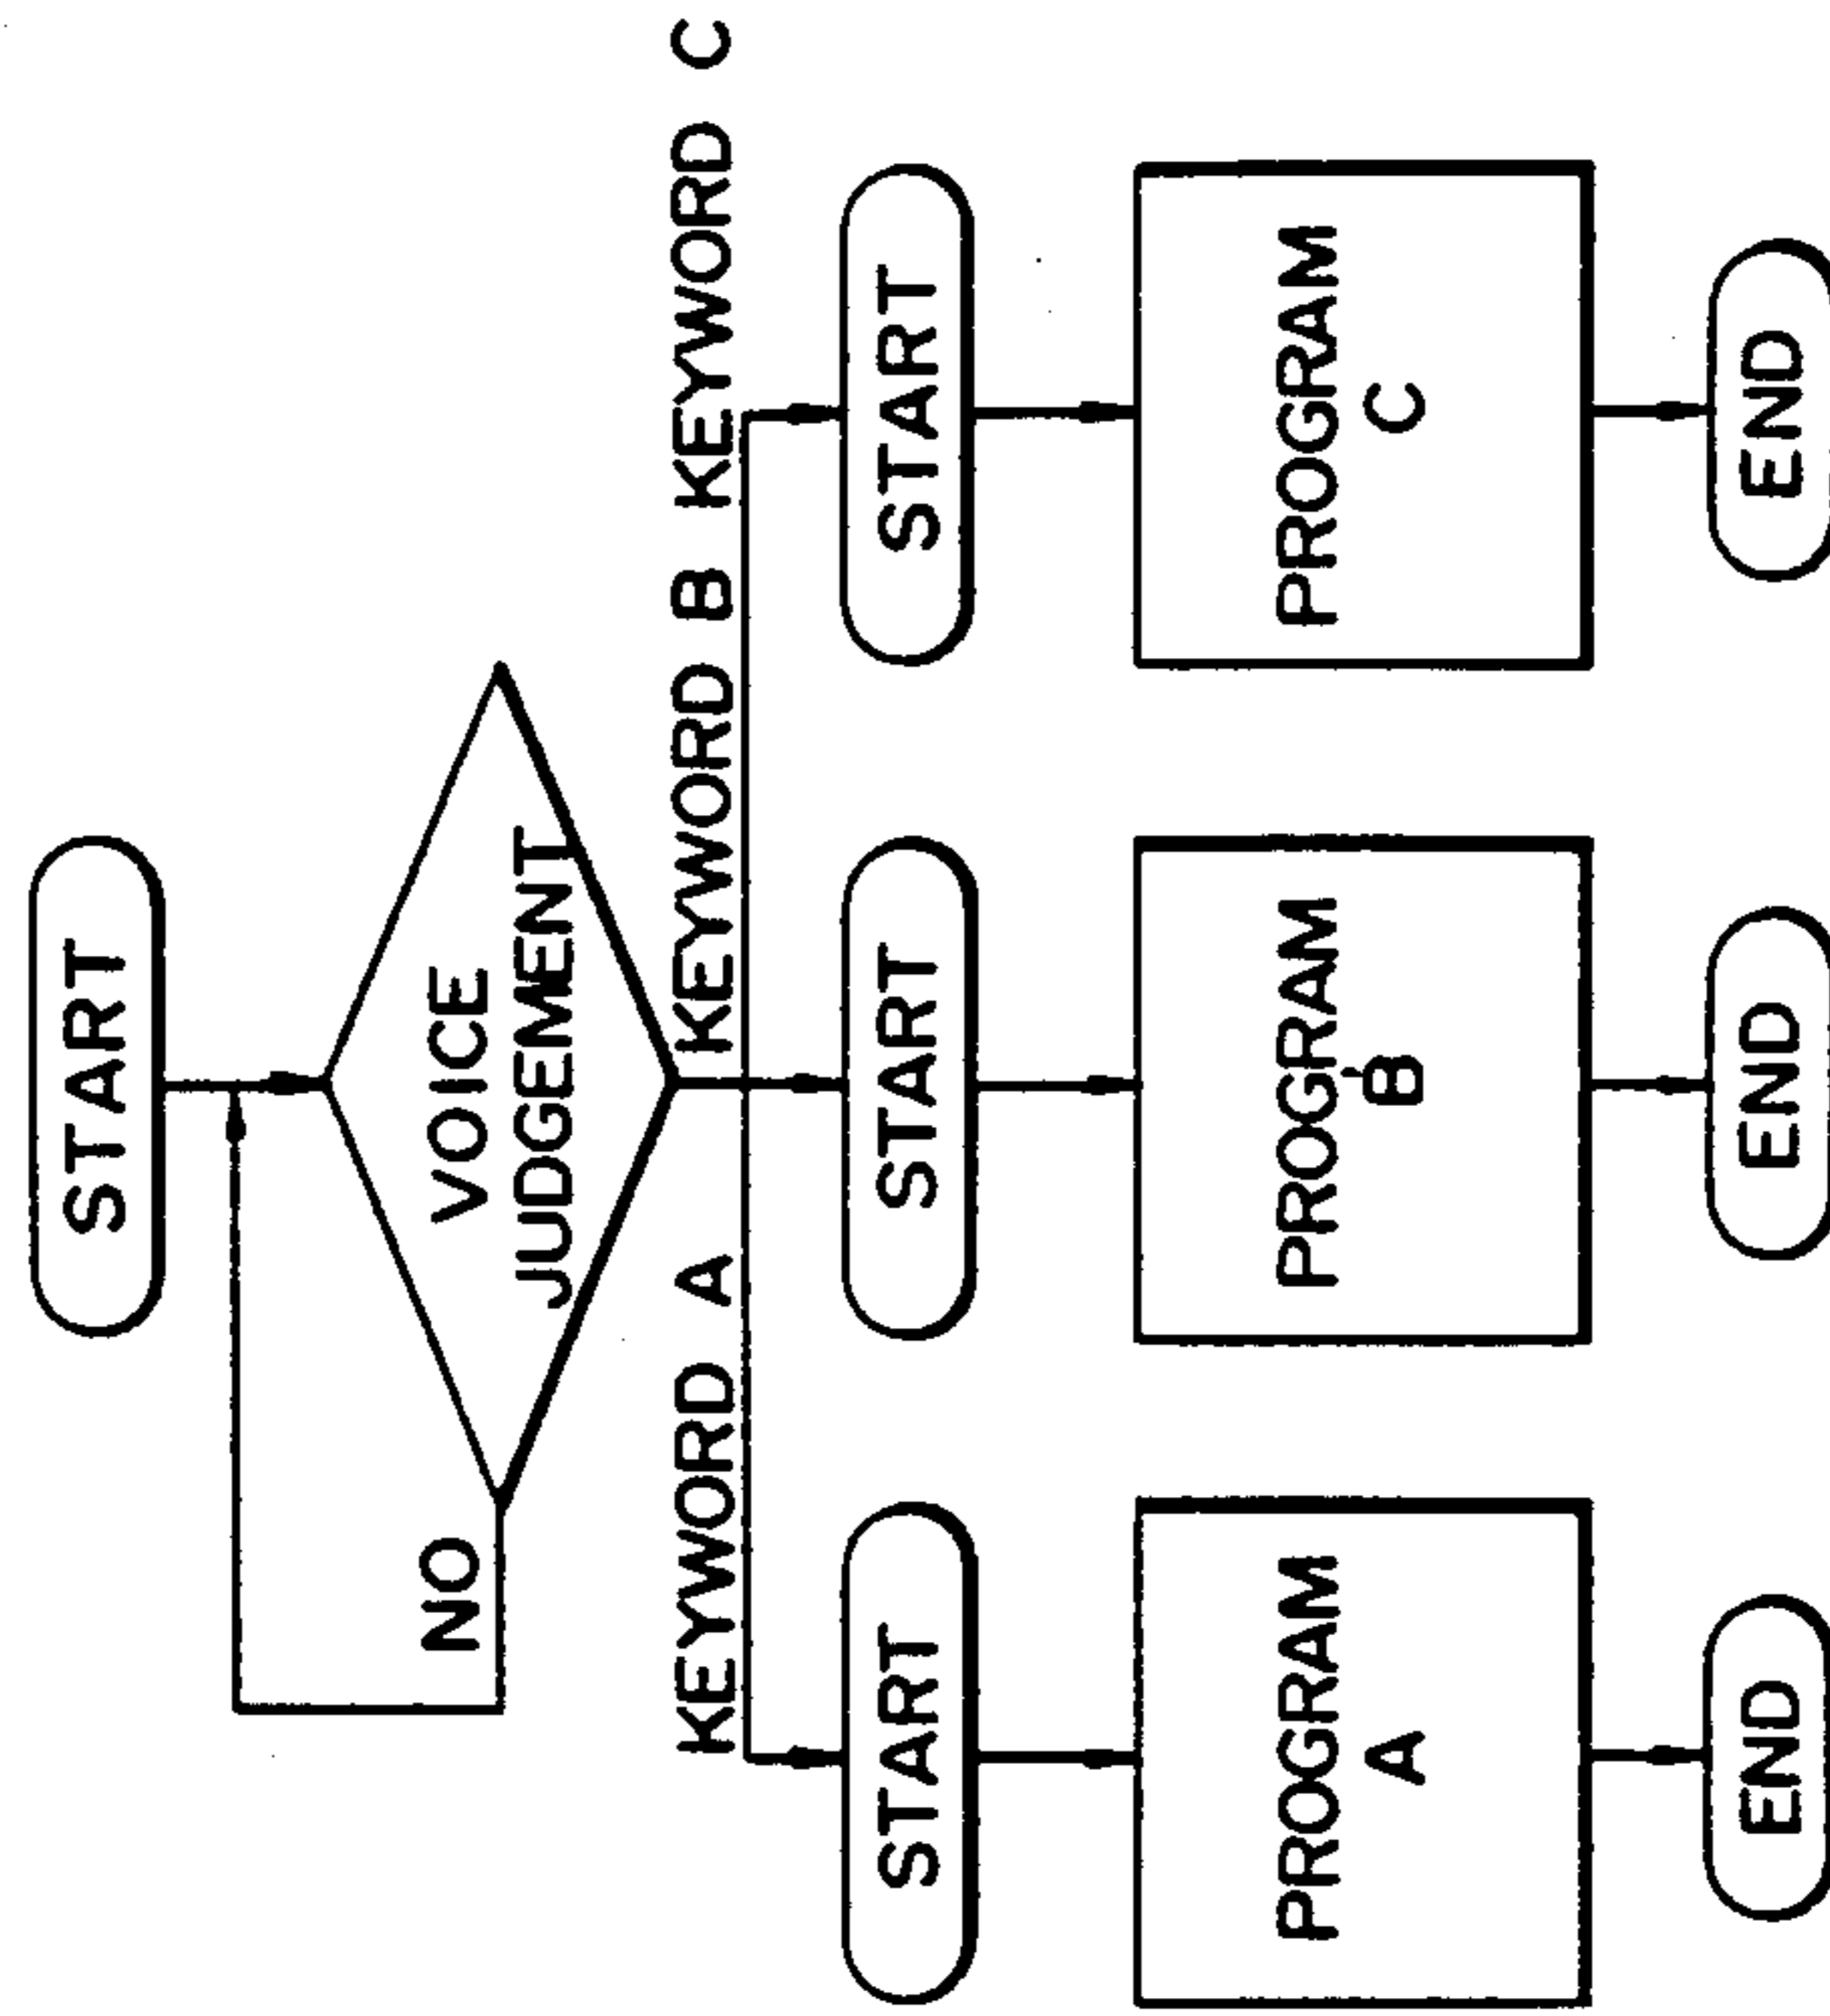 START
VOICE
JUDGEMENT
NO
KEYWORD A KEYWORD B KEYWORD C
START START START
PROGRAM PROGRAM PROGRAM
A B C
END END END